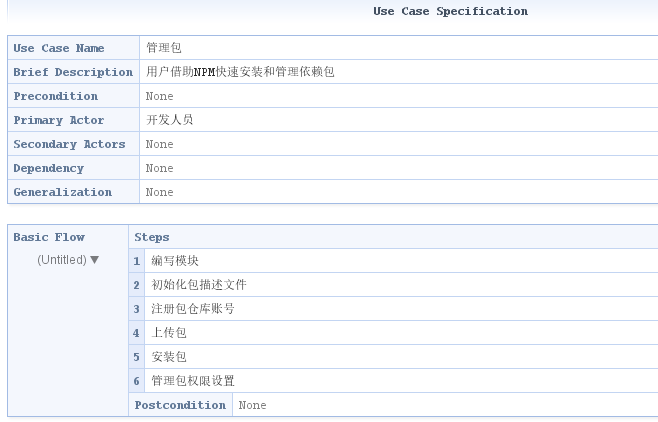 Use Case Specification
Use Case Name 管理包
Brief Description 用户借助NPM快速安装和管理依赖包
Precondition None
Primary Actor 开发人员
Secondary Actors None
Dependency None
Generalization None
Basic Flow Steps
(Untitled) ▼
1 编写模块
2 初始化包描述文件
3 注册包仓库账号
4 上传包
5 安装包
6 管理包权限设置
Postcondition None